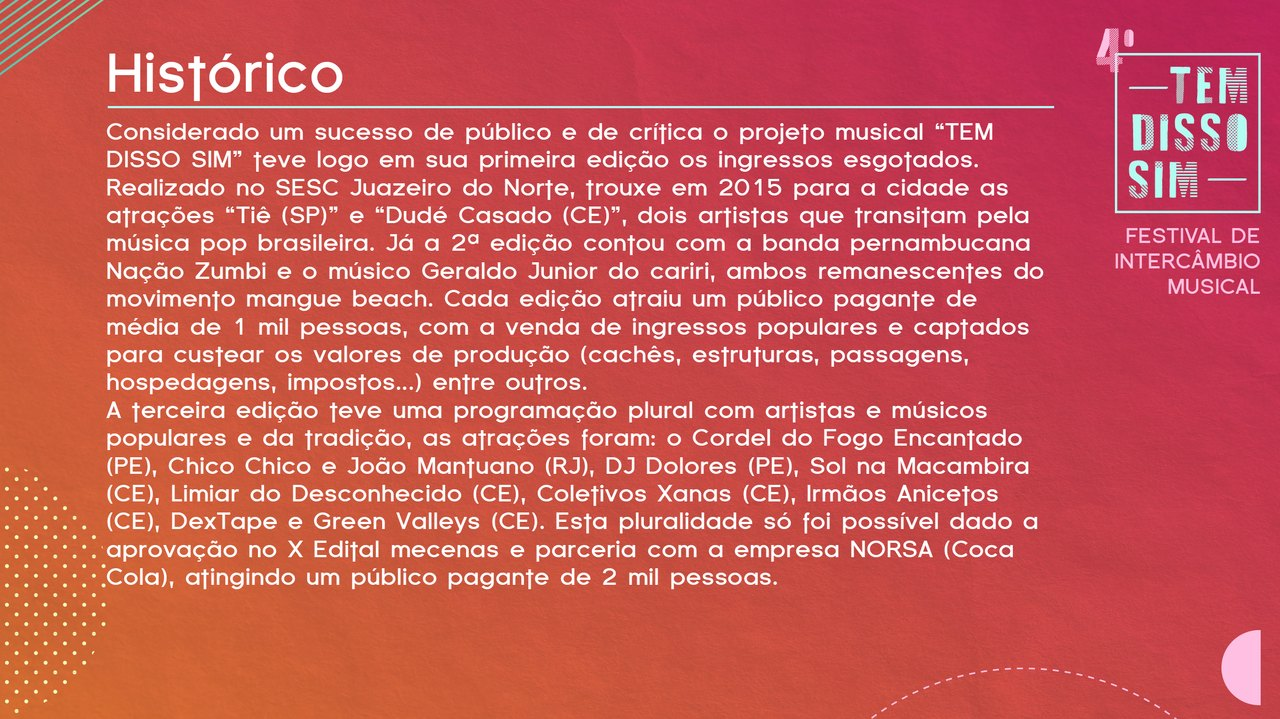 Histórico
Considerado um sucesso de público e de crítica o projeto musical “TEM
DISSO SIM” teve logo em sua primeira edição os ingressos esgotados.
Realizado no SESC Juazeiro do Norte, trouxe em 2015 para a cidade as
atrações “Tiê (SP)” e “Dudé Casado (CE)”, dois artistas que transitam pela
música pop brasileira. Já a 2ª edição contou com a banda pernambucana
Nação Zumbi e o músico Geraldo Junior do cariri, ambos remanescentes do
movimento mangue beach. Cada edição atraiu um público pagante de
média de 1 mil pessoas, com a venda de ingressos populares e captados
para custear os valores de produção (cachês, estruturas, passagens,
hospedagens, impostos...) entre outros.
A terceira edição teve uma programação plural com artistas e músicos
populares e da tradição, as atrações foram: o Cordel do Fogo Encantado
(PE), Chico Chico e João Mantuano (RJ), DJ Dolores (PE), Sol na Macambira
(CE), Limiar do Desconhecido (CE), Coletivos Xanas (CE), Irmãos Anicetos
(CE), DexTape e Green Valleys (CE). Esta pluralidade só foi possível dado a
aprovação no X Edital mecenas e parceria com a empresa NORSA (Coca
Cola), atingindo um público pagante de 2 mil pessoas.
4º
TEM
DISSO
SIM
FESTIVAL DE
INTERCÂMBIO
MUSICAL